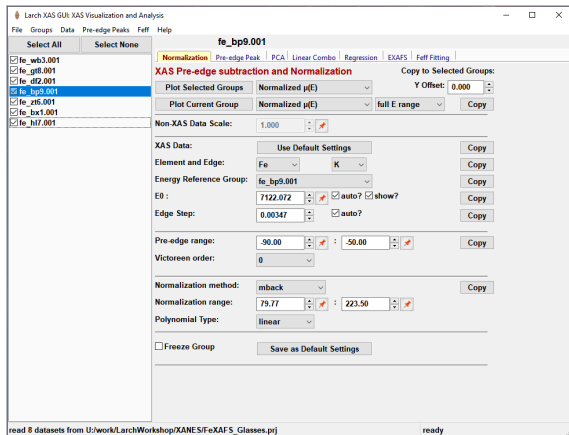 Larch XAS GUI: XAS Visualization and Analysis
File Groups Data Pre-edge Peaks Feff Help
Select All Select None
fe_bp9.001
fe_wb3.001
fe_gt8.001
fe_df2.001
fe_bp9.001
fe_zt6.001
fe_bx1.001
fe_hl7.001
Normalization Pre-edge Peak PCA Linear Combo Regression EXAFS Feff Fitting
XAS Pre-edge subtraction and Normalization Copy to Selected Groups:
Plot Selected Groups Normalized μ(E) Y Offset: 0.000
Plot Current Group Normalized μ(E) full E range Copy
Non-XAS Data Scale: 1.000
XAS Data: Use Default Settings Copy
Element and Edge: Fe K Copy
Energy Reference Group: fe_bp9.001 Copy
E0 : 7122.072 auto? show? Copy
Edge Step: 0.00347 auto? Copy
Pre-edge range: -90.00 : -50.00 Copy
Victoreen order: 0
Normalization method: mback Copy
Normalization range: 79.77 : 223.50
Polynomial Type: linear
Freeze Group Save as Default Settings
read 8 datasets from U:/work/LarchWorkshop/XANES/FeXAFS_Glasses.prj ready